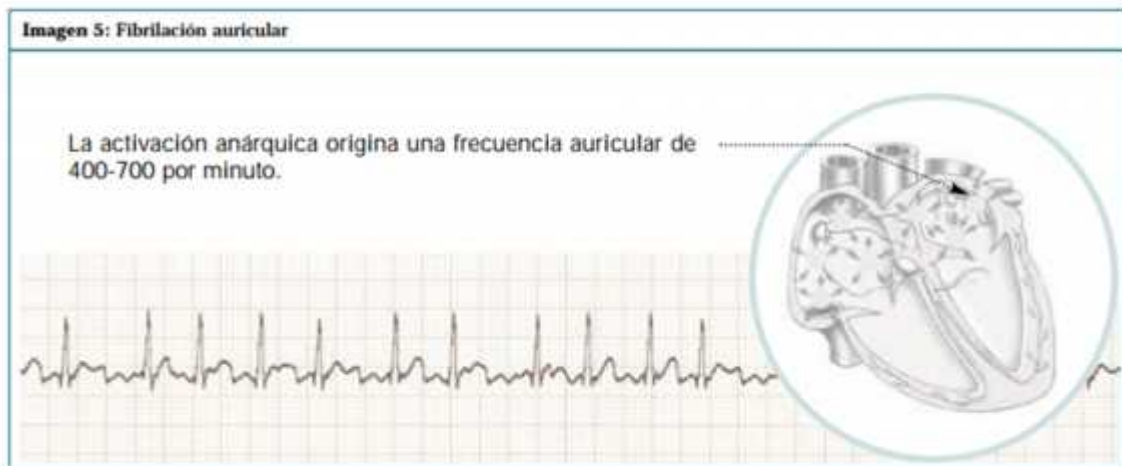 Imagen 5: Fibrilación auricular
La activación anárquica origina una frecuencia auricular de
400-700 por minuto.